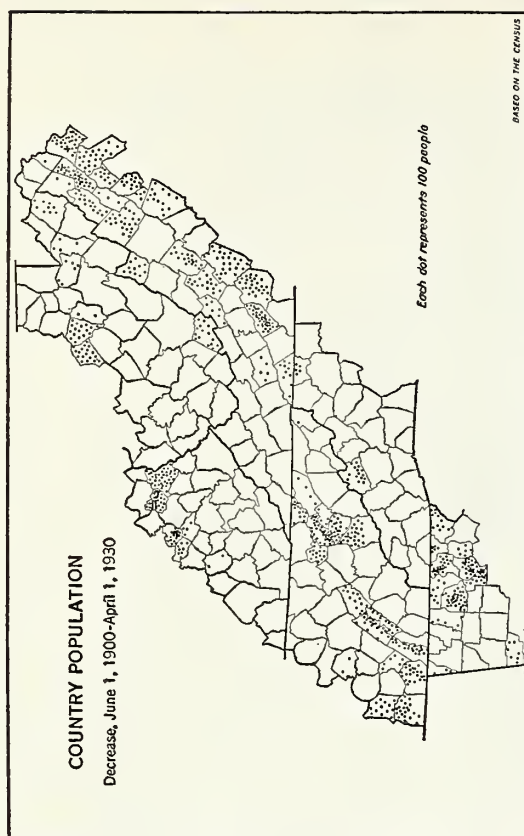 COUNTRY POPULATION
Decrease, June 1, 1900-April 1, 1930
Each dot represents 100 people
BASED ON THE CENSUS